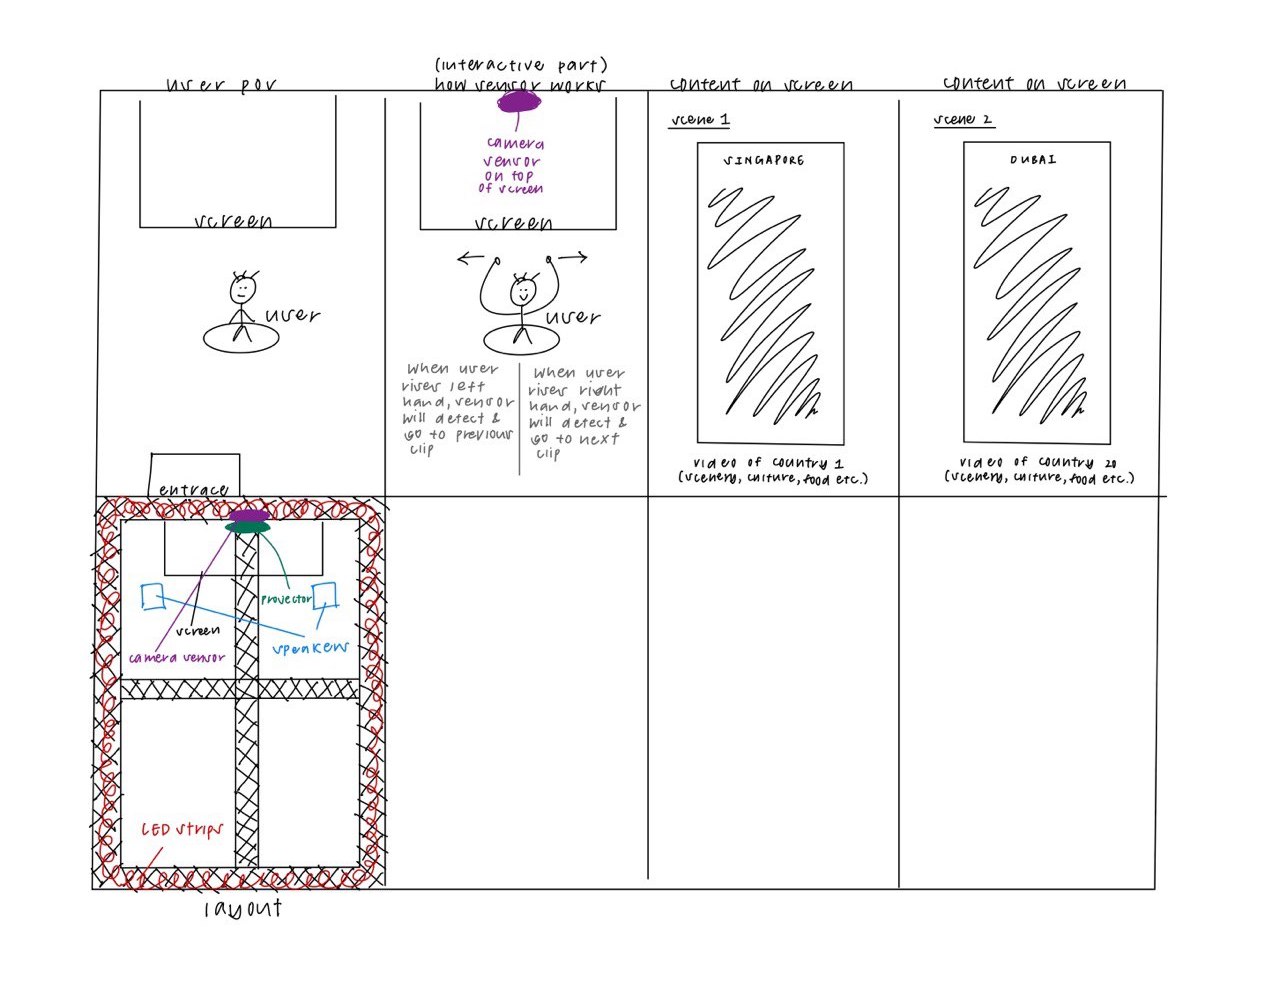 user pov
screen
user
(interactive part)
how sensor works
camera
sensor
on top
of screen
screen
user
When user
rises left
hand, sensor
will detect &
go to previous
clip
When user
rises right
hand, sensor
will detect &
go to next
clip
content on screen
scene 1
SINGAPORE
video of country 1
(scenery, culture, food etc.)
content on screen
scene 2
DUBAI
video of country 20
(scenery, culture, food etc.)
entrace
projector
screen
speakers
camera sensor
LED strips
layout